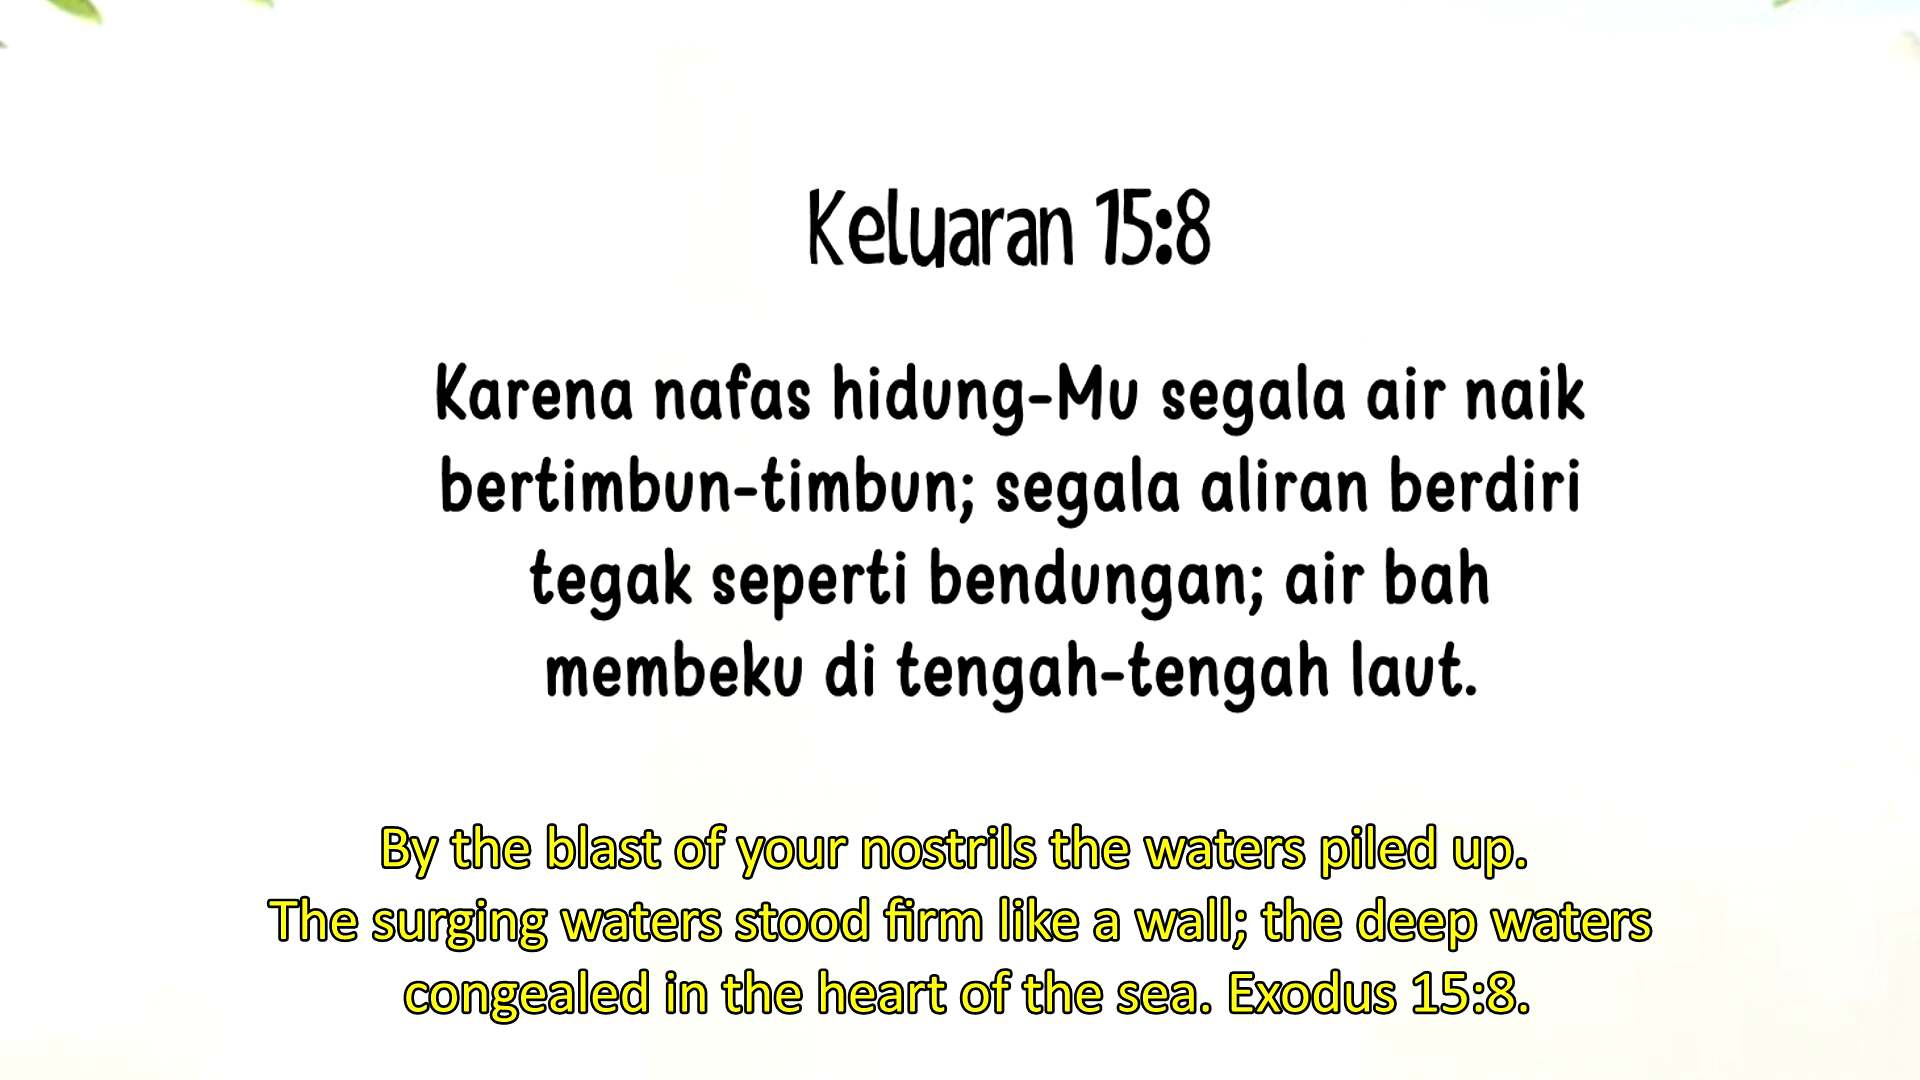 Keluaran 15:8
Karena nafas hidung-Mu segala air naik
bertimbun-timbun; segala aliran berdiri
tegak seperti bendungan; air bah
membeku di tengah-tengah laut.
By the blast of your nostrils the waters piled up.
The surging waters stood firm like a wall; the deep waters
congealed in the heart of the sea. Exodus 15:8.